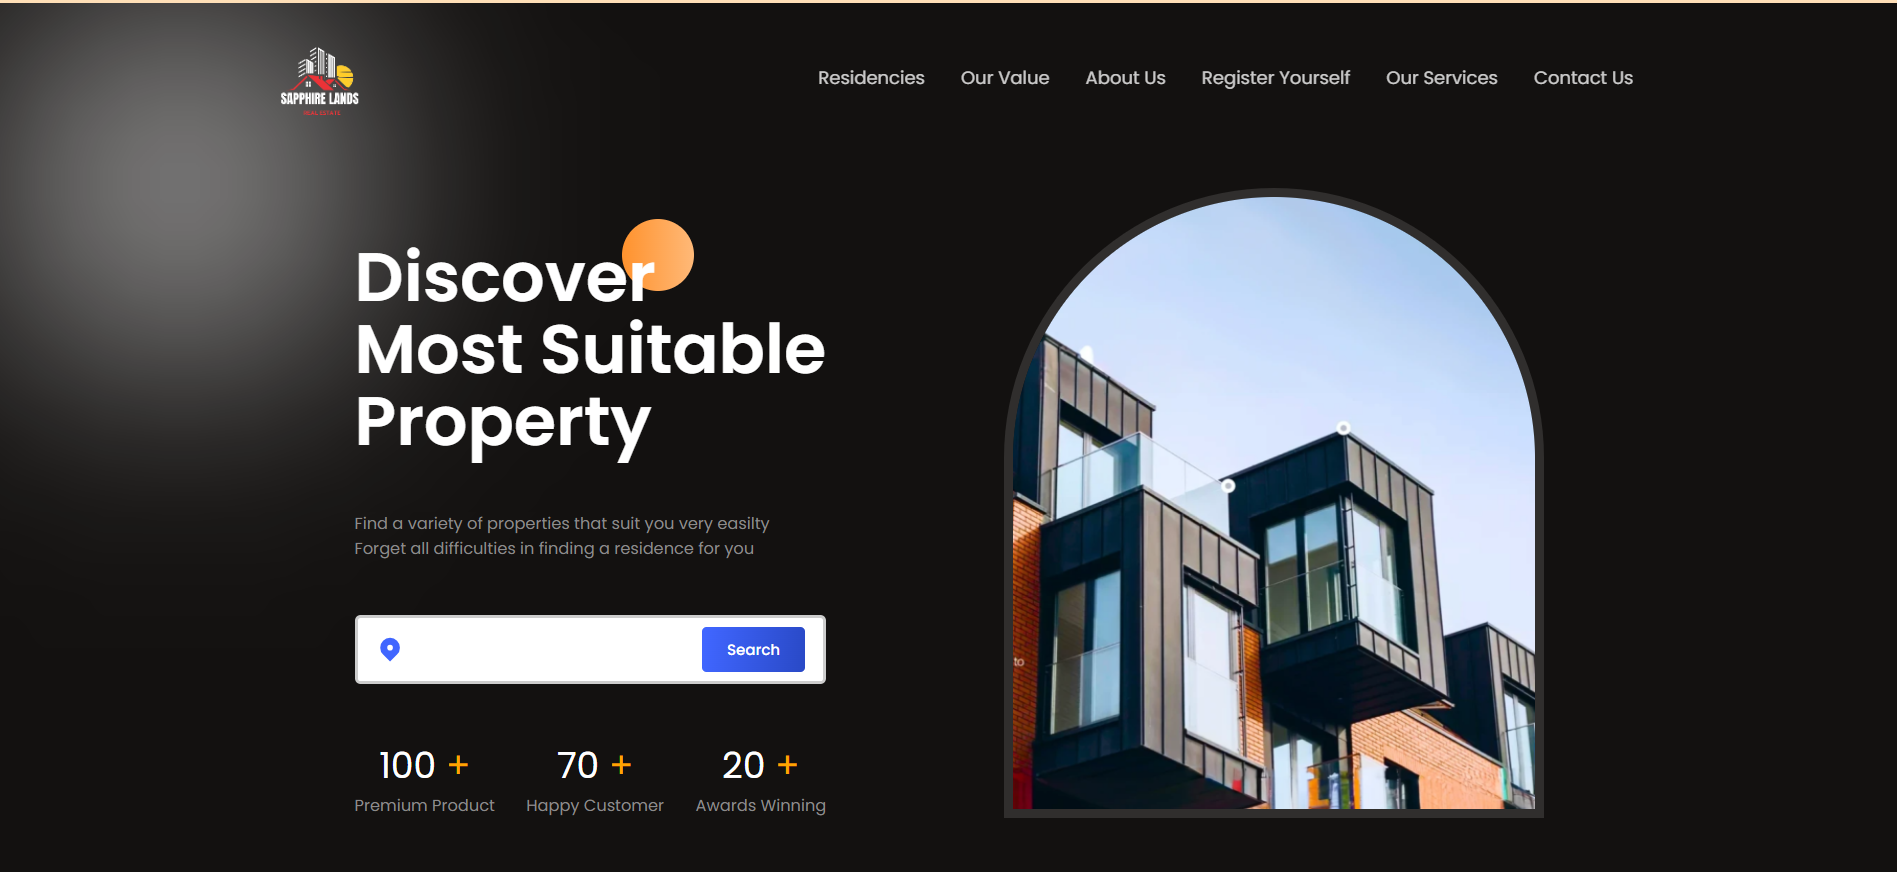 SAPPHIRE LANDS
REAL ESTATE
Residencies Our Value About Us Register Yourself Our Services Contact Us
Discover
Most Suitable
Property
Find a variety of properties that suit you very easilty
Forget all difficulties in finding a residence for you
Search
100 + 70 + 20 +
Premium Product Happy Customer Awards Winning
to